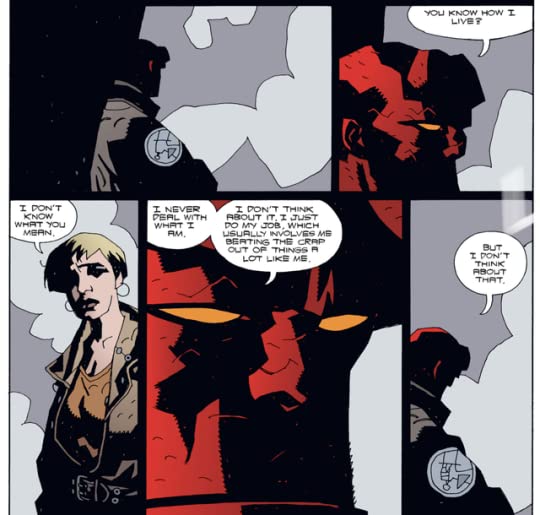 YOU KNOW HOW I
LIVE?
I DON'T
KNOW
WHAT YOU
MEAN.
I NEVER
DEAL WITH
WHAT I
AM.
I DON'T THINK
ABOUT IT. I JUST
DO MY JOB, WHICH
USUALLY INVOLVES ME
BEATING THE CRAP
OUT OF THINGS A
LOT LIKE ME.
BUT
I DON'T
THINK
ABOUT
THAT.